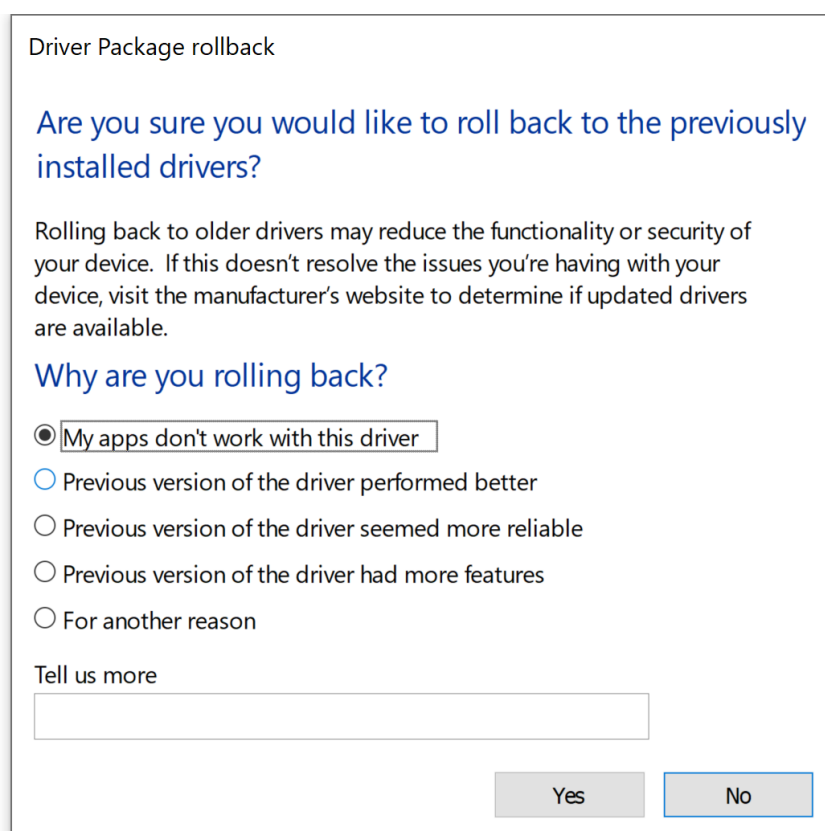 Driver Package rollback
Are you sure you would like to roll back to the previously
installed drivers?
Rolling back to older drivers may reduce the functionality or security of
your device.  If this doesn't resolve the issues you're having with your
device, visit the manufacturer's website to determine if updated drivers
are available.
Why are you rolling back?
My apps don't work with this driver
Previous version of the driver performed better
Previous version of the driver seemed more reliable
Previous version of the driver had more features
For another reason
Tell us more
Yes No